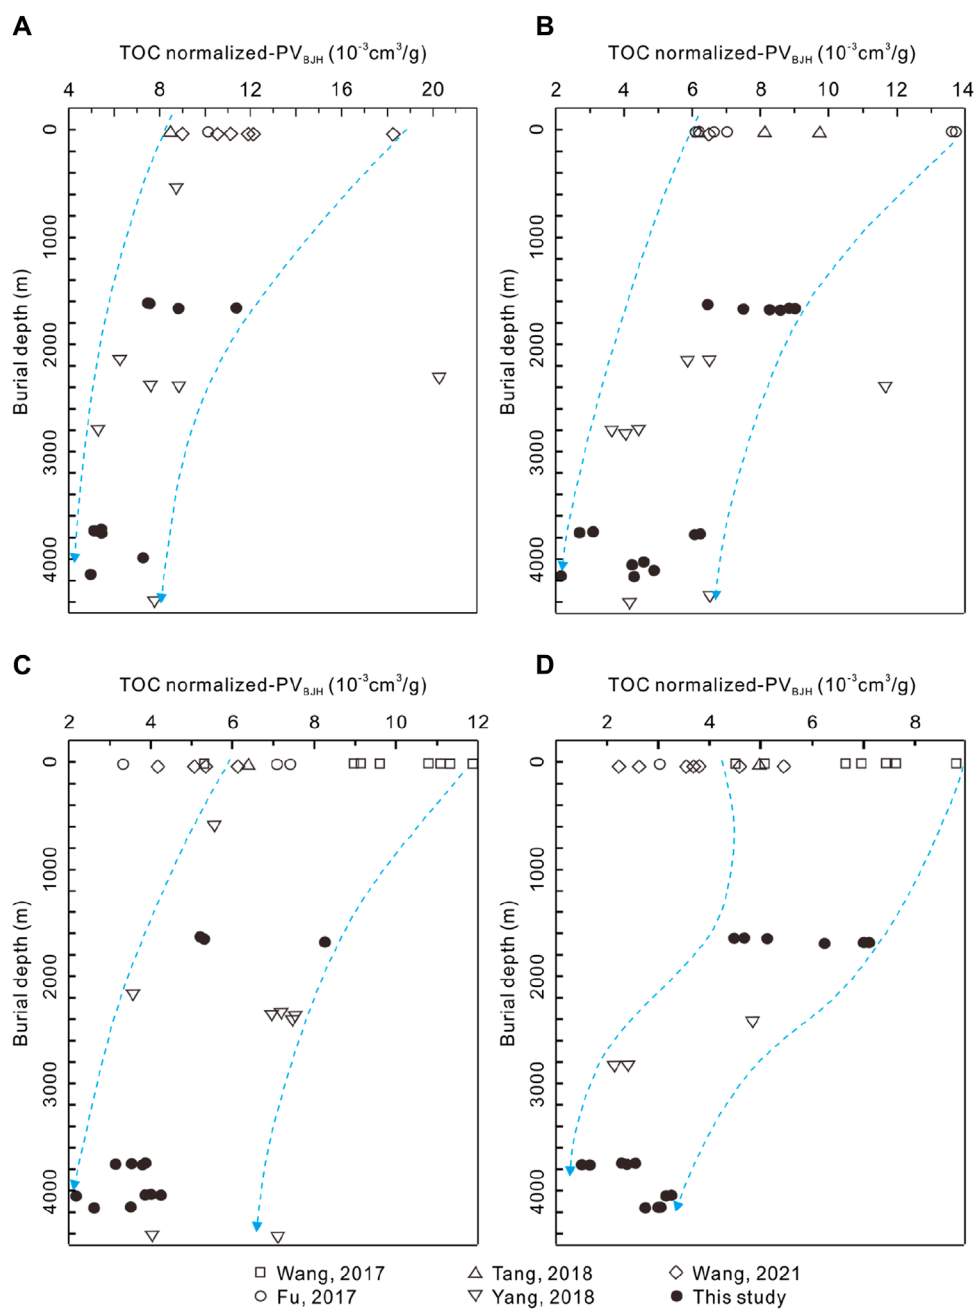 A
TOC normalized-PVBJH (10-3cm3/g)
4 8 12 16 20
Burial depth (m)
0
1000
2000
3000
4000
B
TOC normalized-PVBJH (10-3cm3/g)
2 4 6 8 10 12 14
Burial depth (m)
0
1000
2000
3000
4000
C
TOC normalized-PVBJH (10-3cm3/g)
2 4 6 8 10 12
Burial depth (m)
0
1000
2000
3000
4000
D
TOC normalized-PVBJH (10-3cm3/g)
2 4 6 8
Burial depth (m)
0
1000
2000
3000
4000
Wang, 2017 Tang, 2018 Wang, 2021
Fu, 2017 Yang, 2018 This study